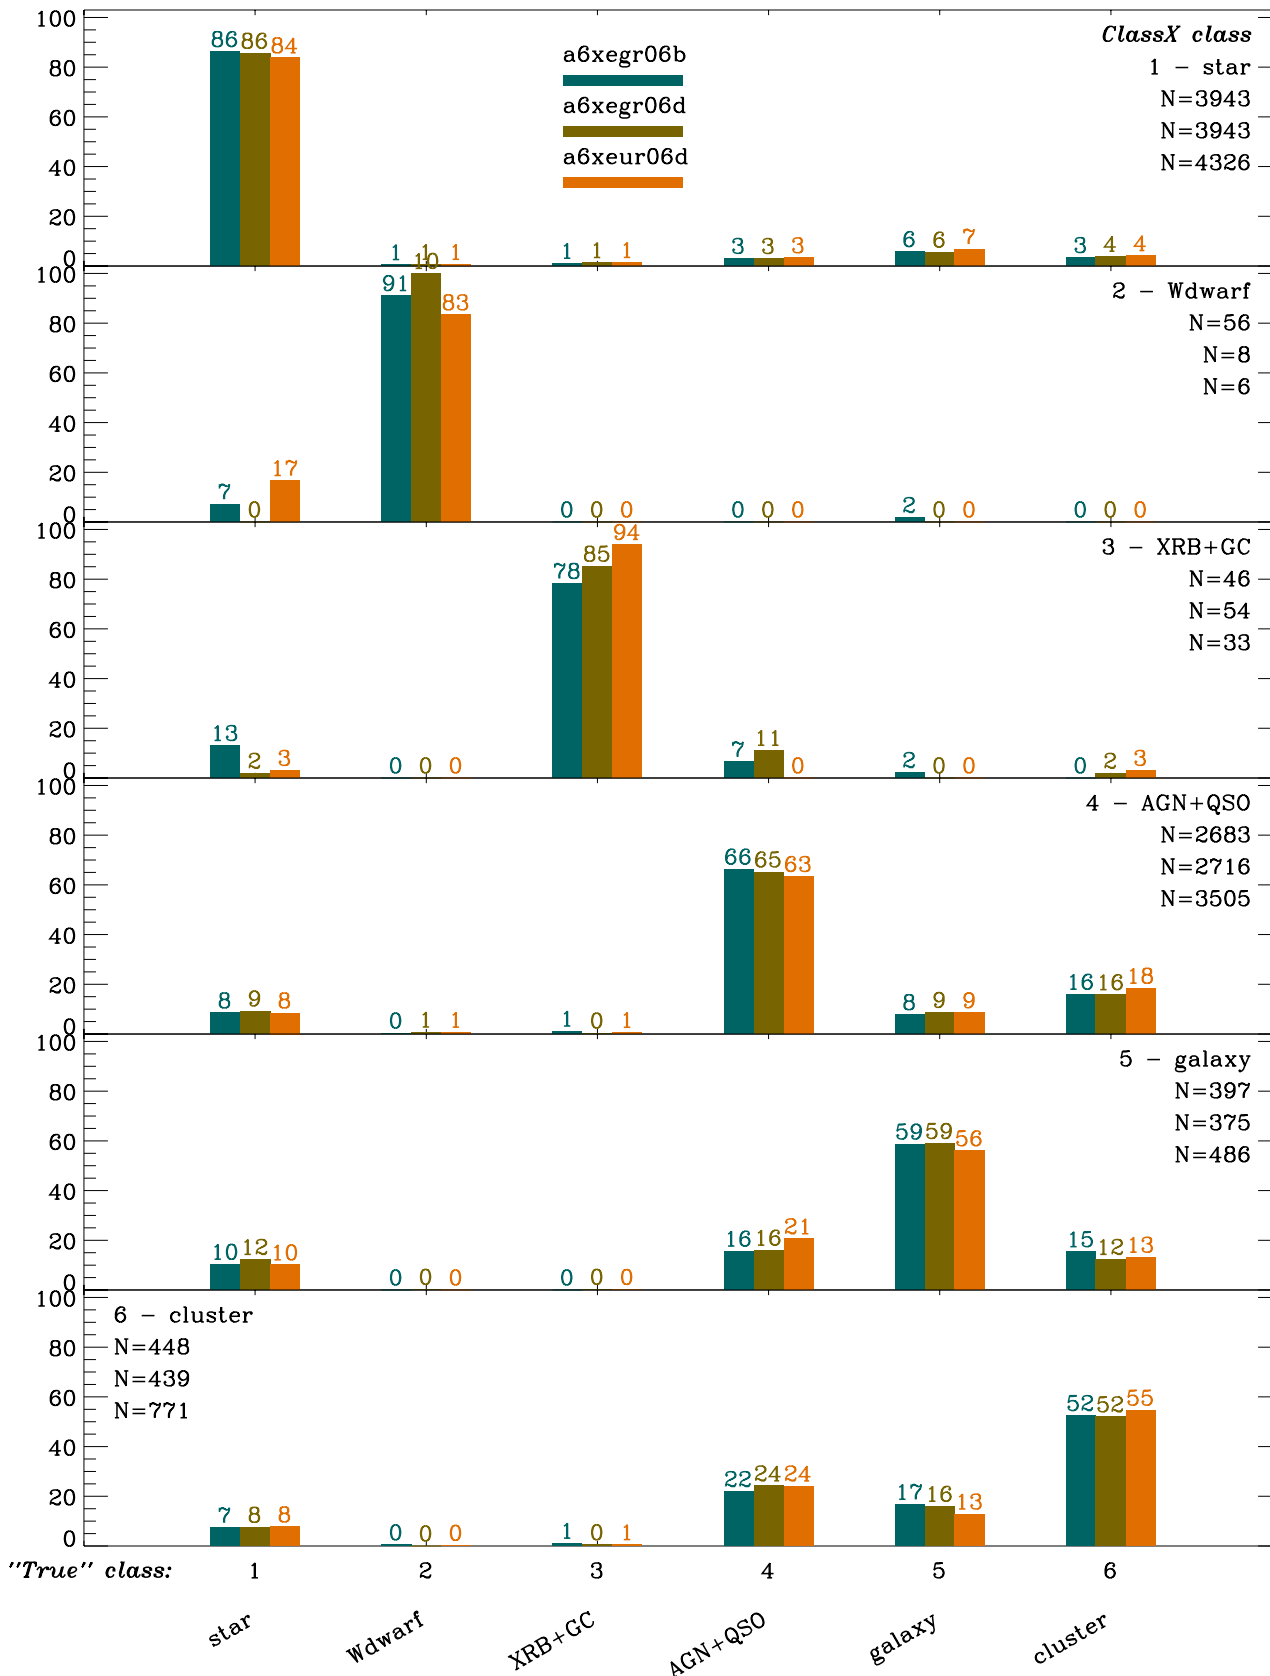 ClassX class
1 - star
N=3943
N=3943
N=4326
a6xegr06b
a6xegr06d
a6xeur06d
100
80
60
40
20
0
86 86 84
1 1 1
1 1 1
3 3 3
6 6 7
3 4 4
2 - Wdwarf
N=56
N=8
N=6
100
80
60
40
20
0
7 0 17
91 10 83
0 0 0
0 0 0
2 0 0
0 0 0
3 - XRB+GC
N=46
N=54
N=33
100
80
60
40
20
0
13 2 3
0 0 0
78 85 94
7 11 0
2 0 0
0 2 3
4 - AGN+QSO
N=2683
N=2716
N=3505
100
80
60
40
20
0
8 9 8
0 1 1
1 0 1
66 65 63
8 9 9
16 16 18
5 - galaxy
N=397
N=375
N=486
100
80
60
40
20
0
10 12 10
0 0 0
0 0 0
16 16 21
59 59 56
15 12 13
6 - cluster
N=448
N=439
N=771
100
80
60
40
20
0
7 8 8
0 0 0
1 0 1
22 24 24
17 16 13
52 52 55
"True" class: 1 2 3 4 5 6
star Wdwarf XRB+GC AGN+QSO galaxy cluster